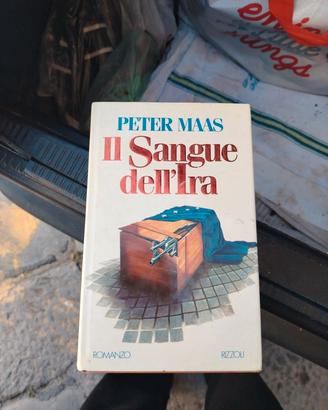 PETER MAAS
Il Sangue
dell'Ira
ROMANZO RIZZOLI